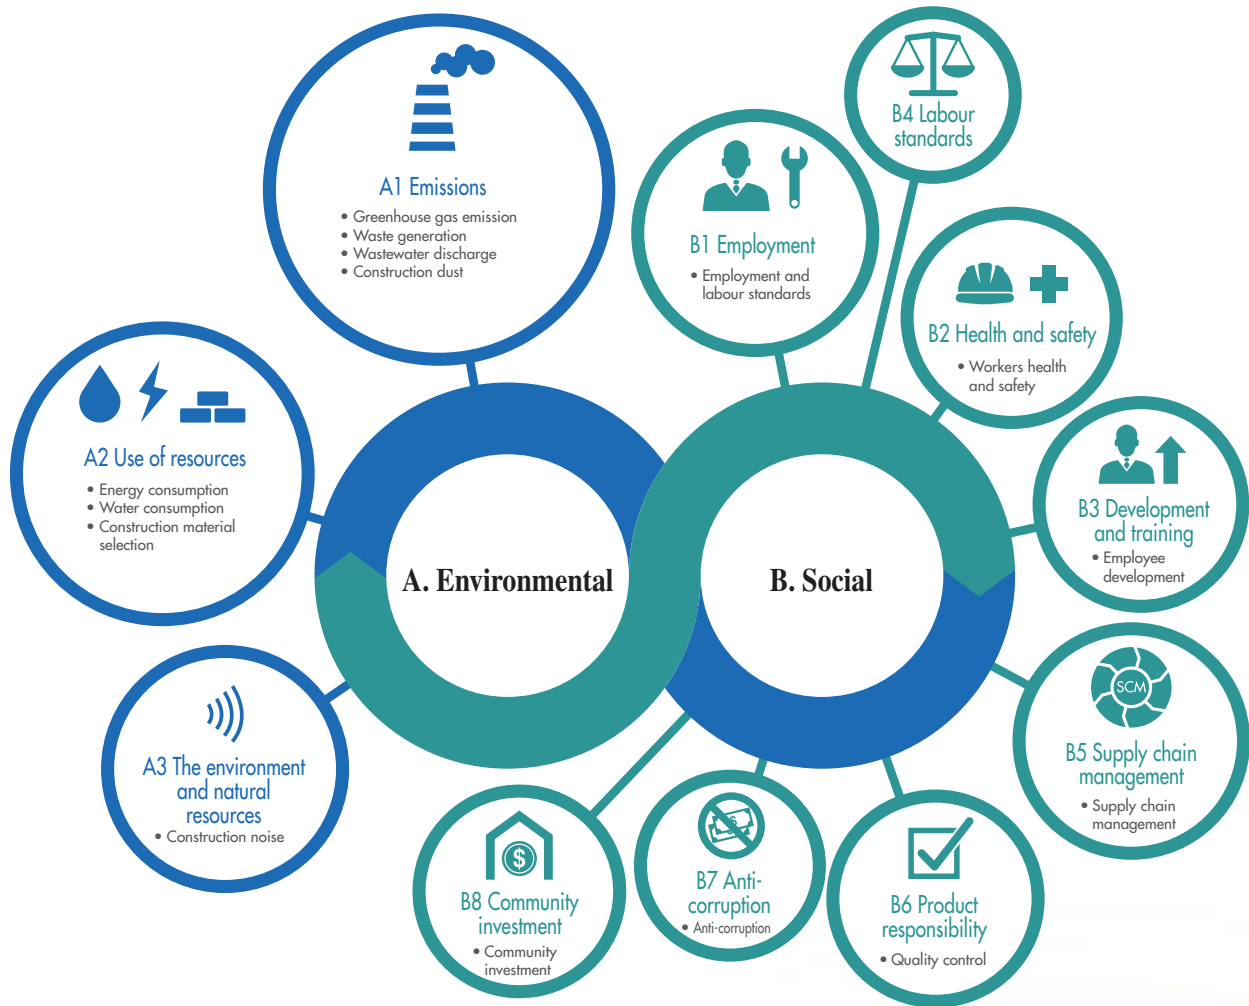 A1 Emissions
• Greenhouse gas emission
• Waste generation
• Wastewater discharge
• Construction dust
A2 Use of resources
• Energy consumption
• Water consumption
• Construction material
selection
A3 The environment
and natural
resources
• Construction noise
A. Environmental
B. Social
B1 Employment
• Employment and
labour standards
B4 Labour
standards
B2 Health and safety
• Workers health
and safety
B3 Development
and training
• Employee
development
SCM
B5 Supply chain
management
• Supply chain
management
B6 Product
responsibility
• Quality control
$
B7 Anti-
corruption
• Anti-corruption
$
B8 Community
investment
• Community
investment